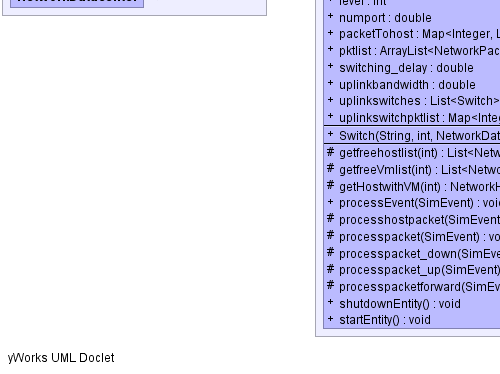 NetworkDatacenter
+ level : int
+ numport : double
+ packetTohost : Map<Integer,
+ pktlist : ArrayList<NetworkPac
+ switching_delay : double
+ uplinkbandwidth : double
+ uplinkswitches : List<Switch>
+ uplinkswitchpktlist : Map<Inte
+ Switch(String, int, NetworkDat
# getfreehostlist(int) : List<Netw
# getfreeVmlist(int) : List<Netwo
# getHostwithVM(int) : NetworkH
+ processEvent(SimEvent) : voi
# processhostpacket(SimEvent
# processpacket(SimEvent) : vo
# processpacket_down(SimEve
# processpacket_up(SimEvent)
# processpacketforward(SimEv
+ shutdownEntity() : void
+ startEntity() : void
yWorks UML Doclet